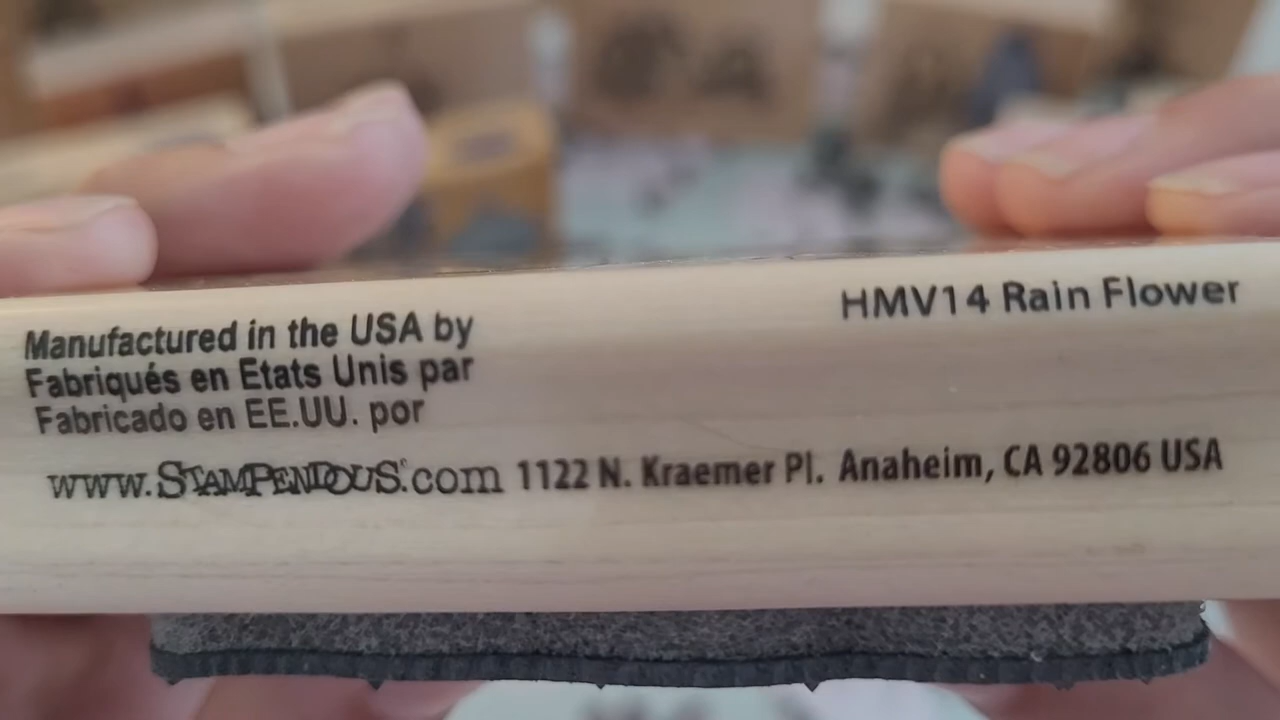 HMV14 Rain Flower
Manufactured in the USA by
Fabriqués en Etats Unis par
Fabricado en EE.UU. por
www.STAMPENDOUS®.com 1122 N. Kraemer Pl. Anaheim, CA 92806 USA